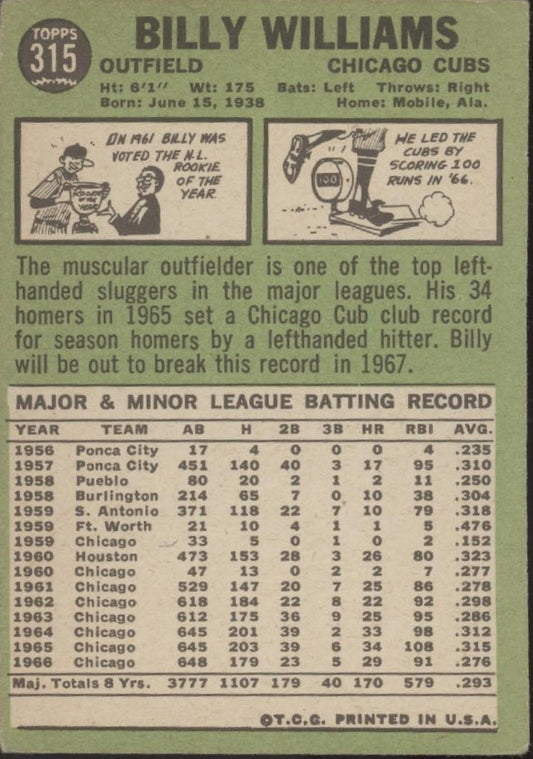 TOPPS
315
BILLY WILLIAMS
OUTFIELD CHICAGO CUBS
Ht: 6'1" Wt: 175 Bats: Left Throws: Right
Born: June 15, 1938 Home: Mobile, Ala.
IN 1961 BILLY WAS
VOTED THE N.L.
ROOKIE
OF THE
YEAR.
ROOKIE
OF THE
YEAR
HE LED THE
CUBS BY
SCORING 100
RUNS IN '66.
100
The muscular outfielder is one of the top left-
handed sluggers in the major leagues. His 34
homers in 1965 set a Chicago Cub club record
for season homers by a lefthanded hitter. Billy
will be out to break this record in 1967.
MAJOR & MINOR LEAGUE BATTING RECORD
YEAR TEAM AB H 2B 3B HR RBI AVG.
1956 Ponca City 17 4 0 0 0 4 .235
1957 Ponca City 451 140 40 3 17 95 .310
1958 Pueblo 80 20 2 1 2 11 .250
1958 Burlington 214 65 7 0 10 38 .304
1959 S. Antonio 371 118 22 7 10 79 .318
1959 Ft. Worth 21 10 4 1 1 5 .476
1959 Chicago 33 5 0 1 0 2 .152
1960 Houston 473 153 28 3 26 80 .323
1960 Chicago 47 13 0 2 2 7 .277
1961 Chicago 529 147 20 7 25 86 .278
1962 Chicago 618 184 22 8 22 92 .298
1963 Chicago 612 175 36 9 25 95 .286
1964 Chicago 645 201 39 2 33 98 .312
1965 Chicago 645 203 39 6 34 108 .315
1966 Chicago 648 179 23 5 29 91 .276
Maj. Totals 8 Yrs. 3777 1107 179 40 170 579 .293
©T.C.G. PRINTED IN U.S.A.